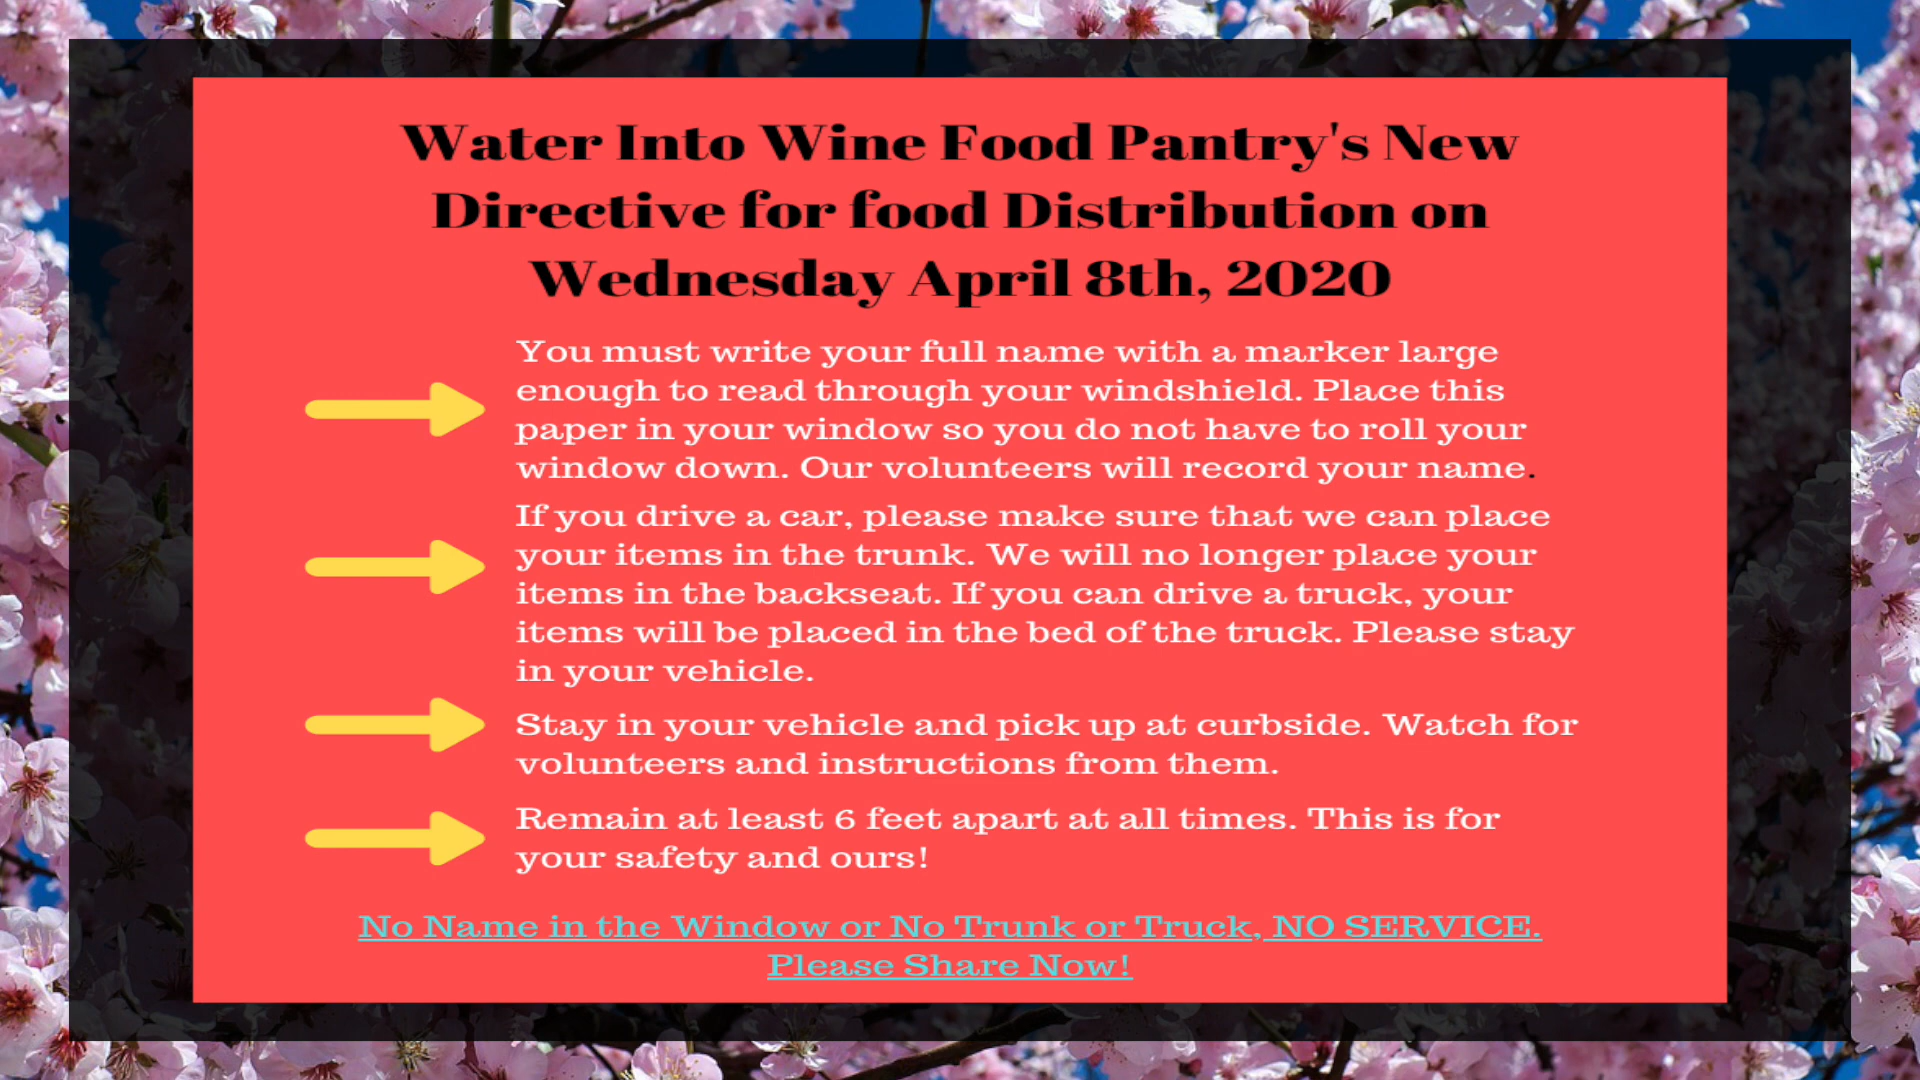 Water Into Wine Food Pantry's New
Directive for food Distribution on
Wednesday April 8th, 2020
You must write your full name with a marker large
enough to read through your windshield. Place this
paper in your window so you do not have to roll your
window down. Our volunteers will record your name.
If you drive a car, please make sure that we can place
your items in the trunk. We will no longer place your
items in the backseat. If you can drive a truck, your
items will be placed in the bed of the truck. Please stay
in your vehicle.
Stay in your vehicle and pick up at curbside. Watch for
volunteers and instructions from them.
Remain at least 6 feet apart at all times. This is for
your safety and ours!
No Name in the Window or No Trunk or Truck, NO SERVICE.
Please Share Now!